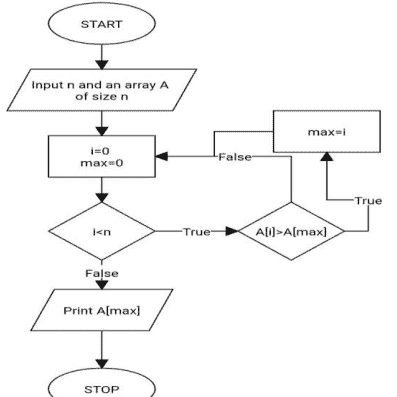 START
Input n and an array A
of size n
i=0
max=0
max=i
False
i<n
True
A[i]>A[max]
True
False
Print A[max]
STOP